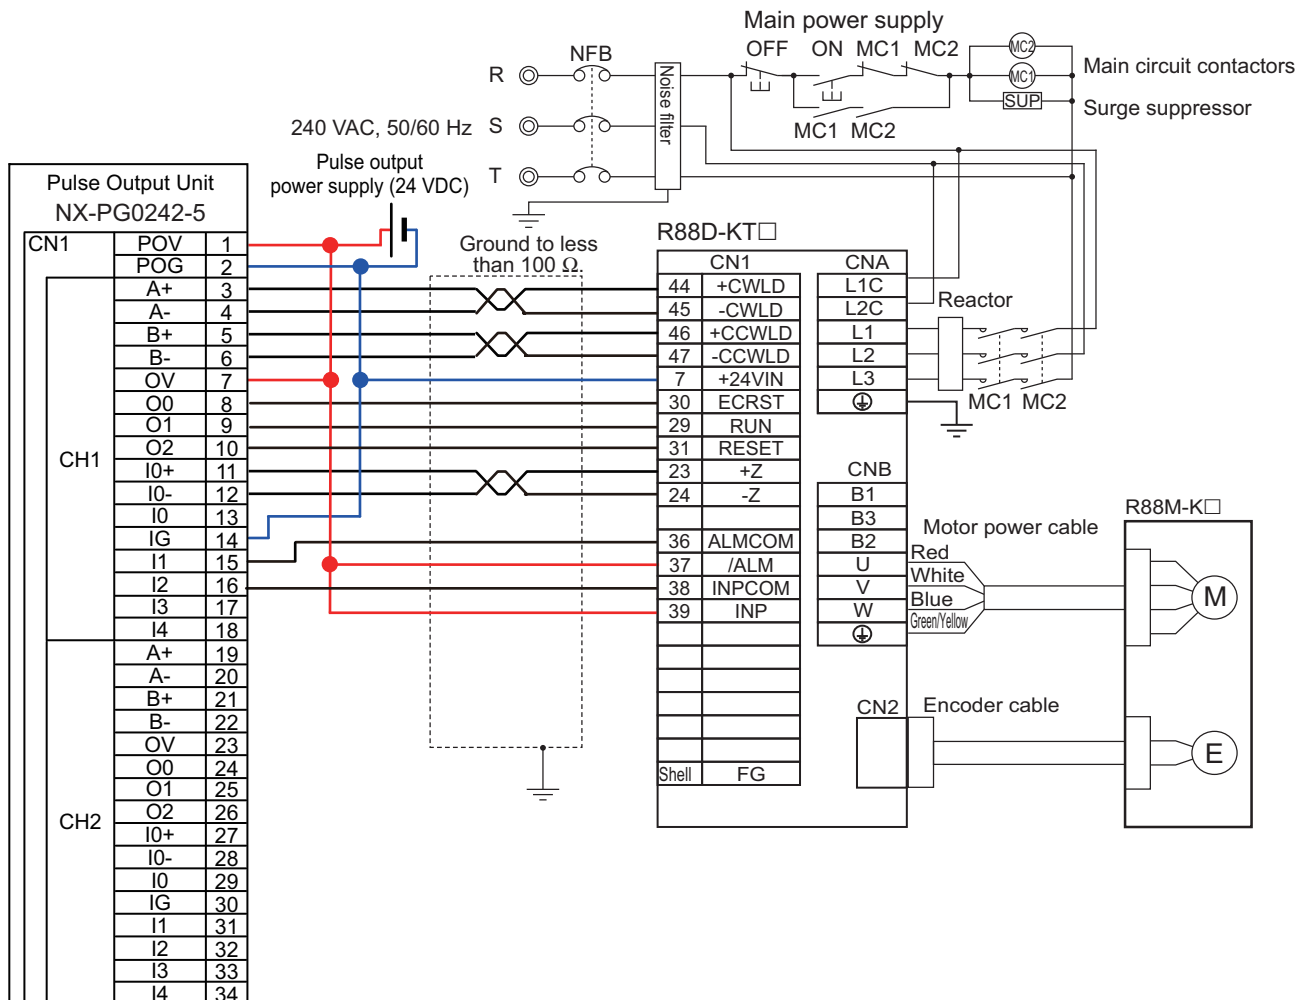 Main power supply
OFF ON MC1 MC2
MC2
MC1
SUP
Main circuit contactors
Surge suppressor
MC1 MC2
NFB
Noise filter
R
240 VAC, 50/60 Hz S
T
Pulse output
power supply (24 VDC)
Ground to less
than 100 Ω.
Pulse Output Unit
NX-PG0242-5
CN1 POV 1
POG 2
CH1
A+ 3
A- 4
B+ 5
B- 6
OV 7
O0 8
O1 9
O2 10
I0+ 11
I0- 12
I0 13
IG 14
I1 15
I2 16
I3 17
I4 18
CH2
A+ 19
A- 20
B+ 21
B- 22
OV 23
O0 24
O1 25
O2 26
I0+ 27
I0- 28
I0 29
IG 30
I1 31
I2 32
I3 33
I4 34
R88D-KT□
CN1
44 +CWLD
45 -CWLD
46 +CCWLD
47 -CCWLD
7 +24VIN
30 ECRST
29 RUN
31 RESET
23 +Z
24 -Z
36 ALMCOM
37 /ALM
38 INPCOM
39 INP
Shell FG
CNA
L1C
L2C
L1
L2
L3
Reactor
MC1 MC2
CNB
B1
B3
B2
U
V
W
Motor power cable
Red
White
Blue
Green/Yellow
CN2 Encoder cable
R88M-K□
M
E